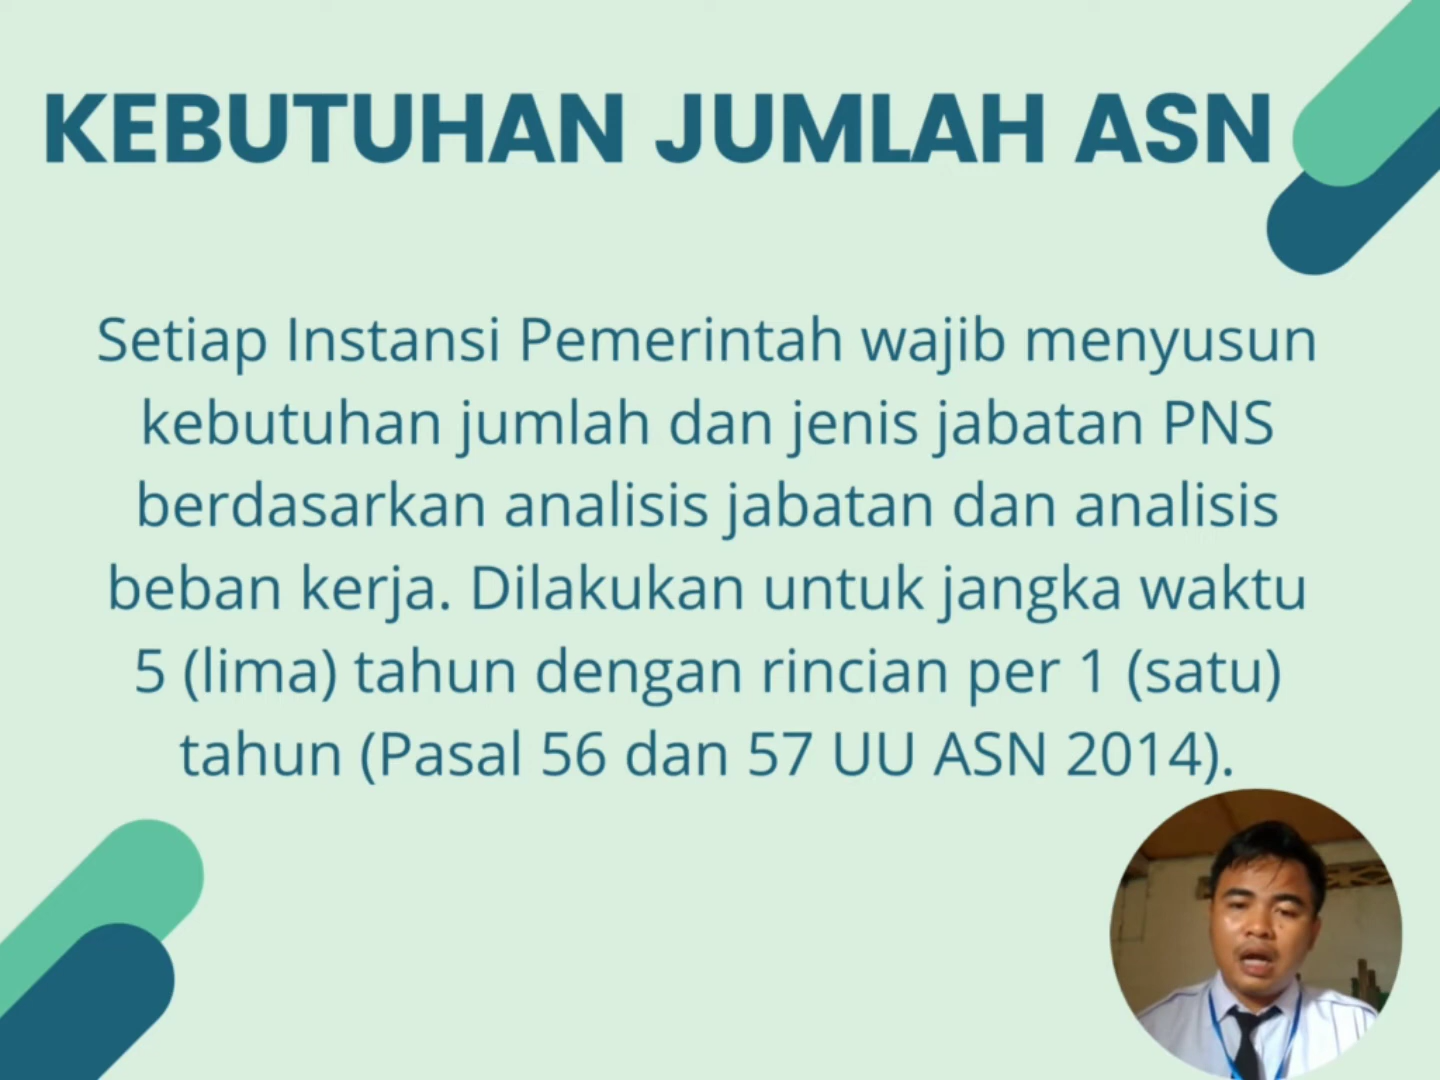 KEBUTUHAN JUMLAH ASN
Setiap Instansi Pemerintah wajib menyusun
kebutuhan jumlah dan jenis jabatan PNS
berdasarkan analisis jabatan dan analisis
beban kerja. Dilakukan untuk jangka waktu
5 (lima) tahun dengan rincian per 1 (satu)
tahun (Pasal 56 dan 57 UU ASN 2014).